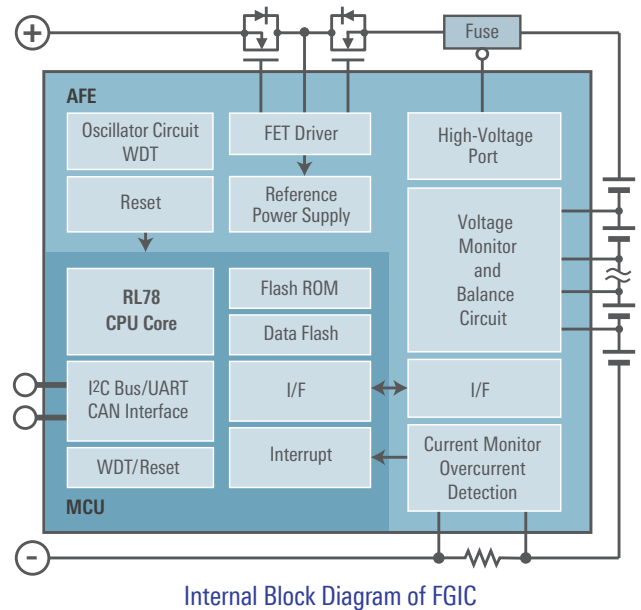 +
Fuse
AFE
Oscillator Circuit
WDT
FET Driver
High-Voltage
Port
Reset
Reference
Power Supply
Voltage
Monitor
and
Balance
Circuit
RL78
CPU Core
Flash ROM
Data Flash
I²C Bus/UART
CAN Interface
I/F
I/F
WDT/Reset
Interrupt
Current Monitor
Overcurrent
Detection
MCU
-
Internal Block Diagram of FGIC